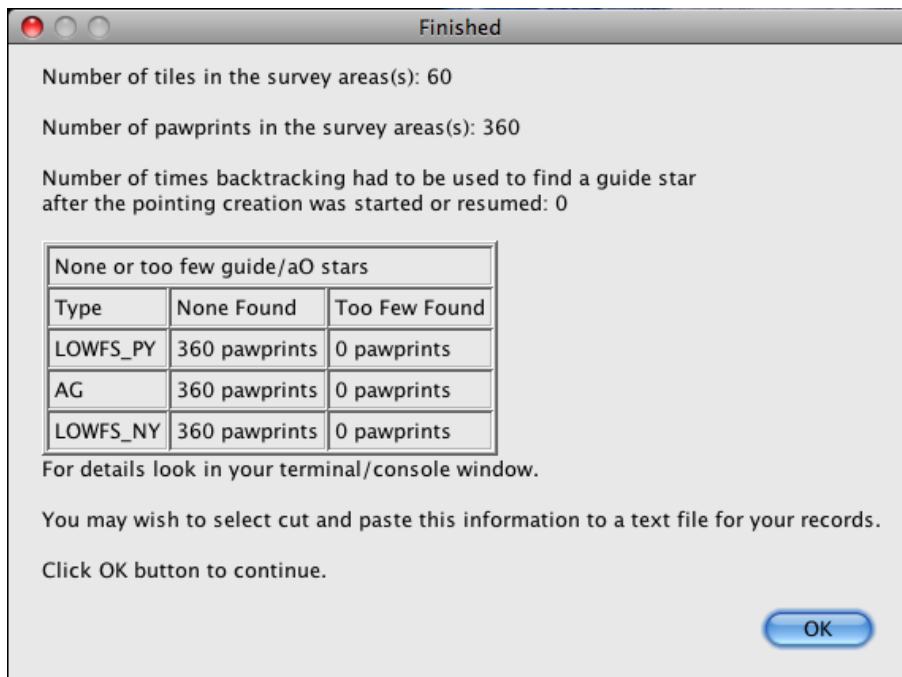 Finished
Number of tiles in the survey areas(s): 60
Number of pawprints in the survey areas(s): 360
Number of times backtracking had to be used to find a guide star
after the pointing creation was started or resumed: 0
None or too few guide/aO stars
Type None Found Too Few Found
LOWFS_PY 360 pawprints 0 pawprints
AG 360 pawprints 0 pawprints
LOWFS_NY 360 pawprints 0 pawprints
For details look in your terminal/console window.
You may wish to select cut and paste this information to a text file for your records.
Click OK button to continue.
OK